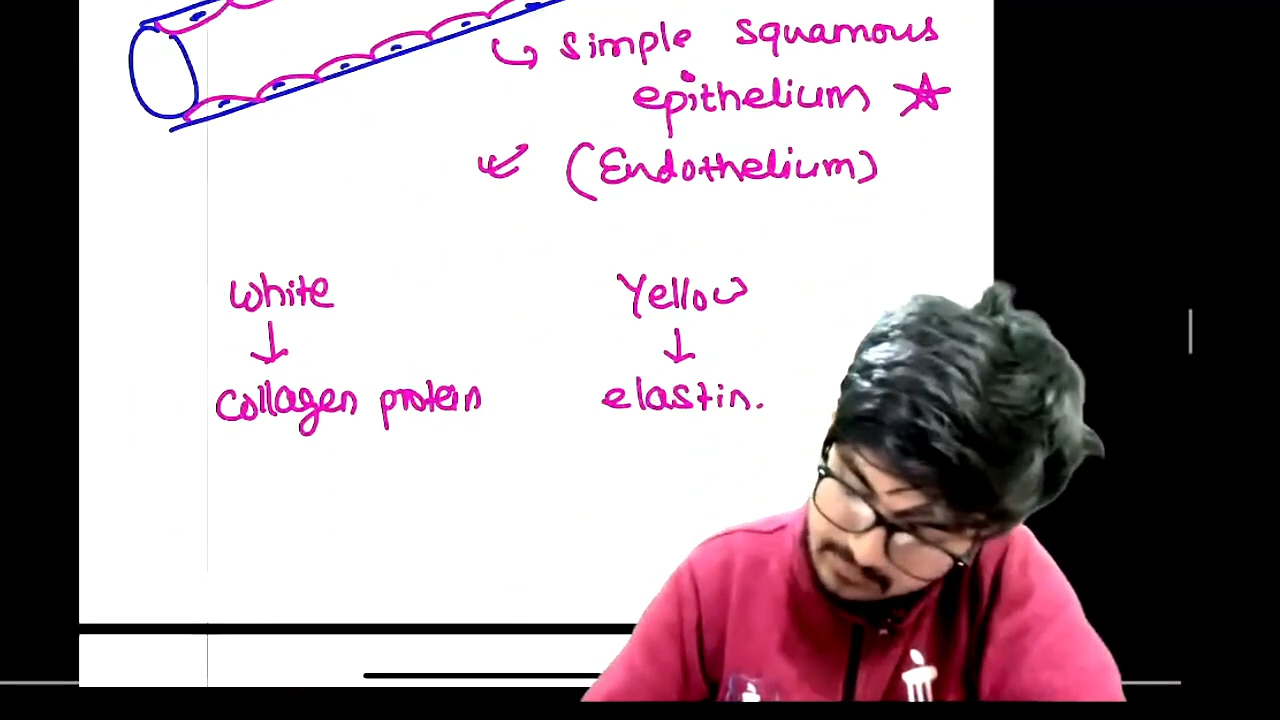 Simple squamous
epithelium
(Endothelium)
White
Yellow
collagen protein
elastin.